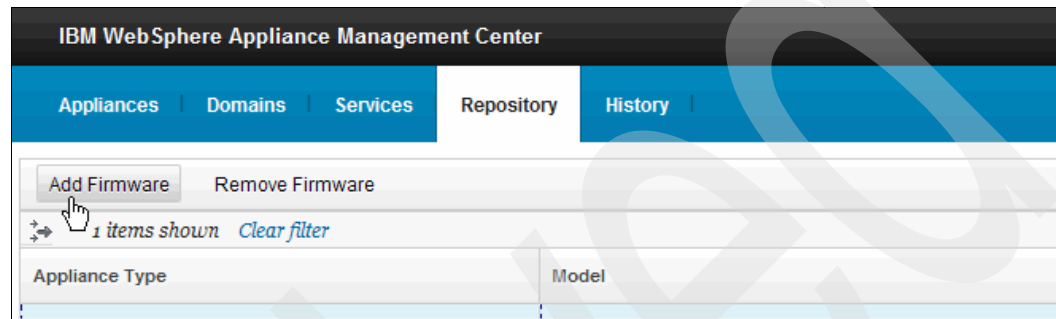 IBM WebSphere Appliance Management Center
Appliances Domains Services Repository History
Add Firmware Remove Firmware
1 items shown Clear filter
Appliance Type Model